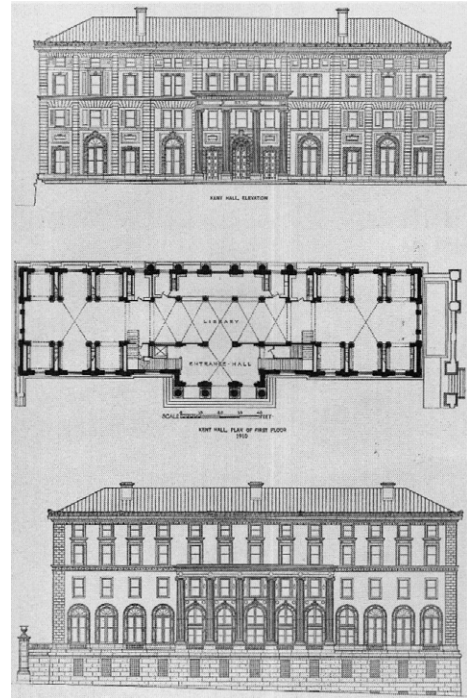 KENT HALL, ELEVATION
LIBRARY
ENTRANCE-HALL
SCALE
FEET
KENT HALL, PLAN OF FIRST FLOOR
1910